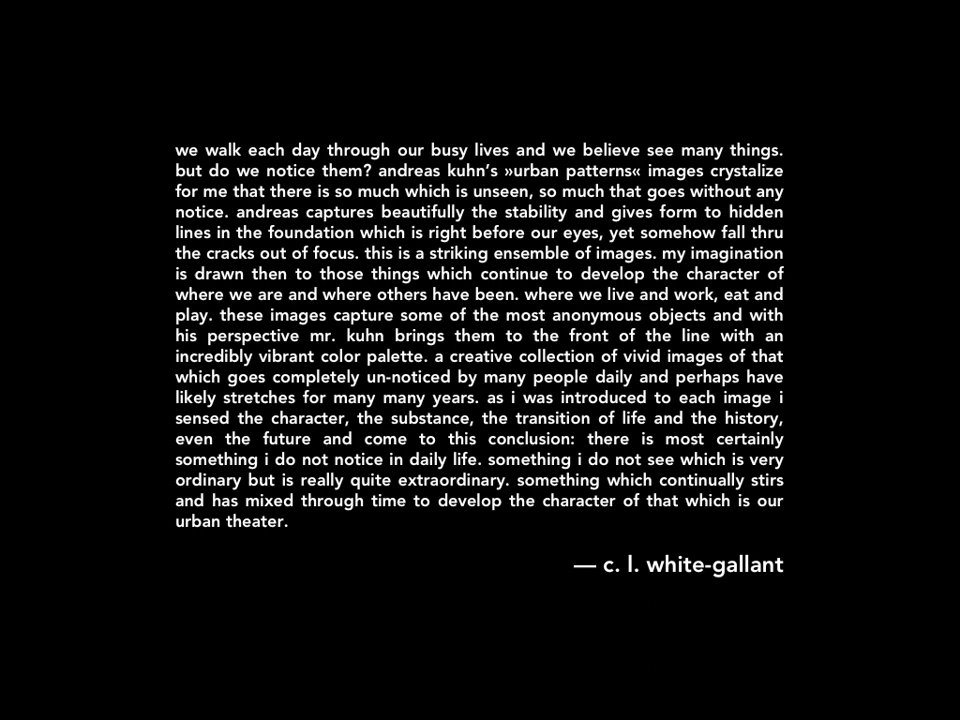 we walk each day through our busy lives and we believe see many things.
but do we notice them? andreas kuhn's »urban patterns« images crystalize
for me that there is so much which is unseen, so much that goes without any
notice. andreas captures beautifully the stability and gives form to hidden
lines in the foundation which is right before our eyes, yet somehow fall thru
the cracks out of focus. this is a striking ensemble of images. my imagination
is drawn then to those things which continue to develop the character of
where we are and where others have been. where we live and work, eat and
play. these images capture some of the most anonymous objects and with
his perspective mr. kuhn brings them to the front of the line with an
incredibly vibrant color palette. a creative collection of vivid images of that
which goes completely un-noticed by many people daily and perhaps have
likely stretches for many many years. as i was introduced to each image i
sensed the character, the substance, the transition of life and the history,
even the future and come to this conclusion: there is most certainly
something i do not notice in daily life. something i do not see which is very
ordinary but is really quite extraordinary. something which continually stirs
and has mixed through time to develop the character of that which is our
urban theater.
— c. l. white-gallant